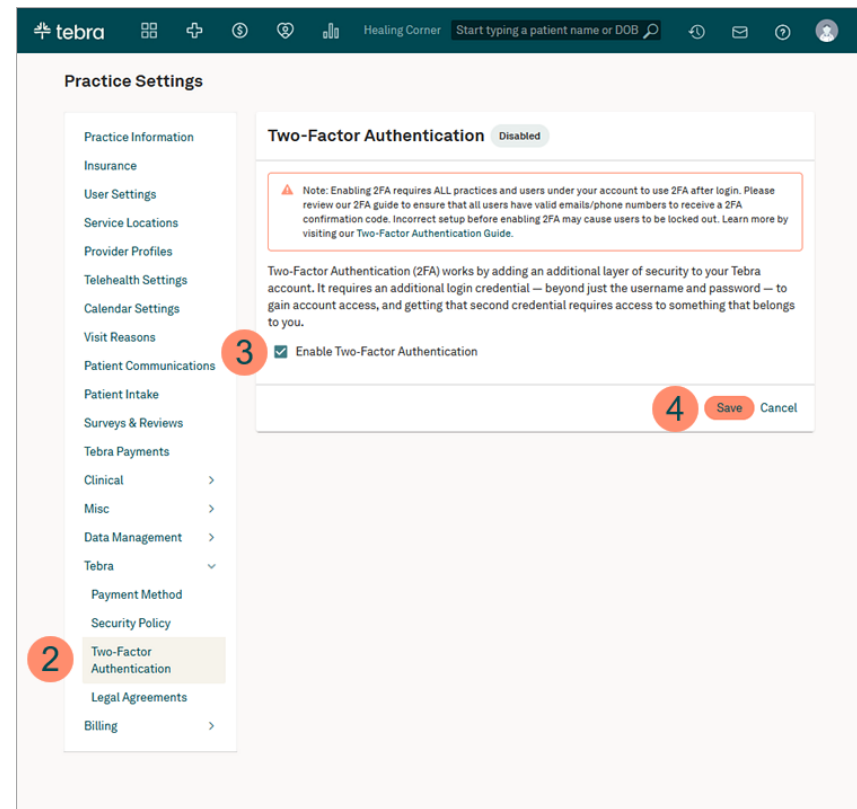 tebra
Healing Corner
Start typing a patient name or DOB
Practice Settings
Practice Information
Insurance
User Settings
Service Locations
Provider Profiles
Telehealth Settings
Calendar Settings
Visit Reasons
Patient Communications
Patient Intake
Surveys & Reviews
Tebra Payments
Clinical
Misc
Data Management
Tebra
Payment Method
Security Policy
2
Two-Factor
Authentication
Legal Agreements
Billing
Two-Factor Authentication Disabled
Note: Enabling 2FA requires ALL practices and users under your account to use 2FA after login. Please
review our 2FA guide to ensure that all users have valid emails/phone numbers to receive a 2FA
confirmation code. Incorrect setup before enabling 2FA may cause users to be locked out. Learn more by
visiting our Two-Factor Authentication Guide.
Two-Factor Authentication (2FA) works by adding an additional layer of security to your Tebra
account. It requires an additional login credential — beyond just the username and password — to
gain account access, and getting that second credential requires access to something that belongs
to you.
3 Enable Two-Factor Authentication
4 Save Cancel